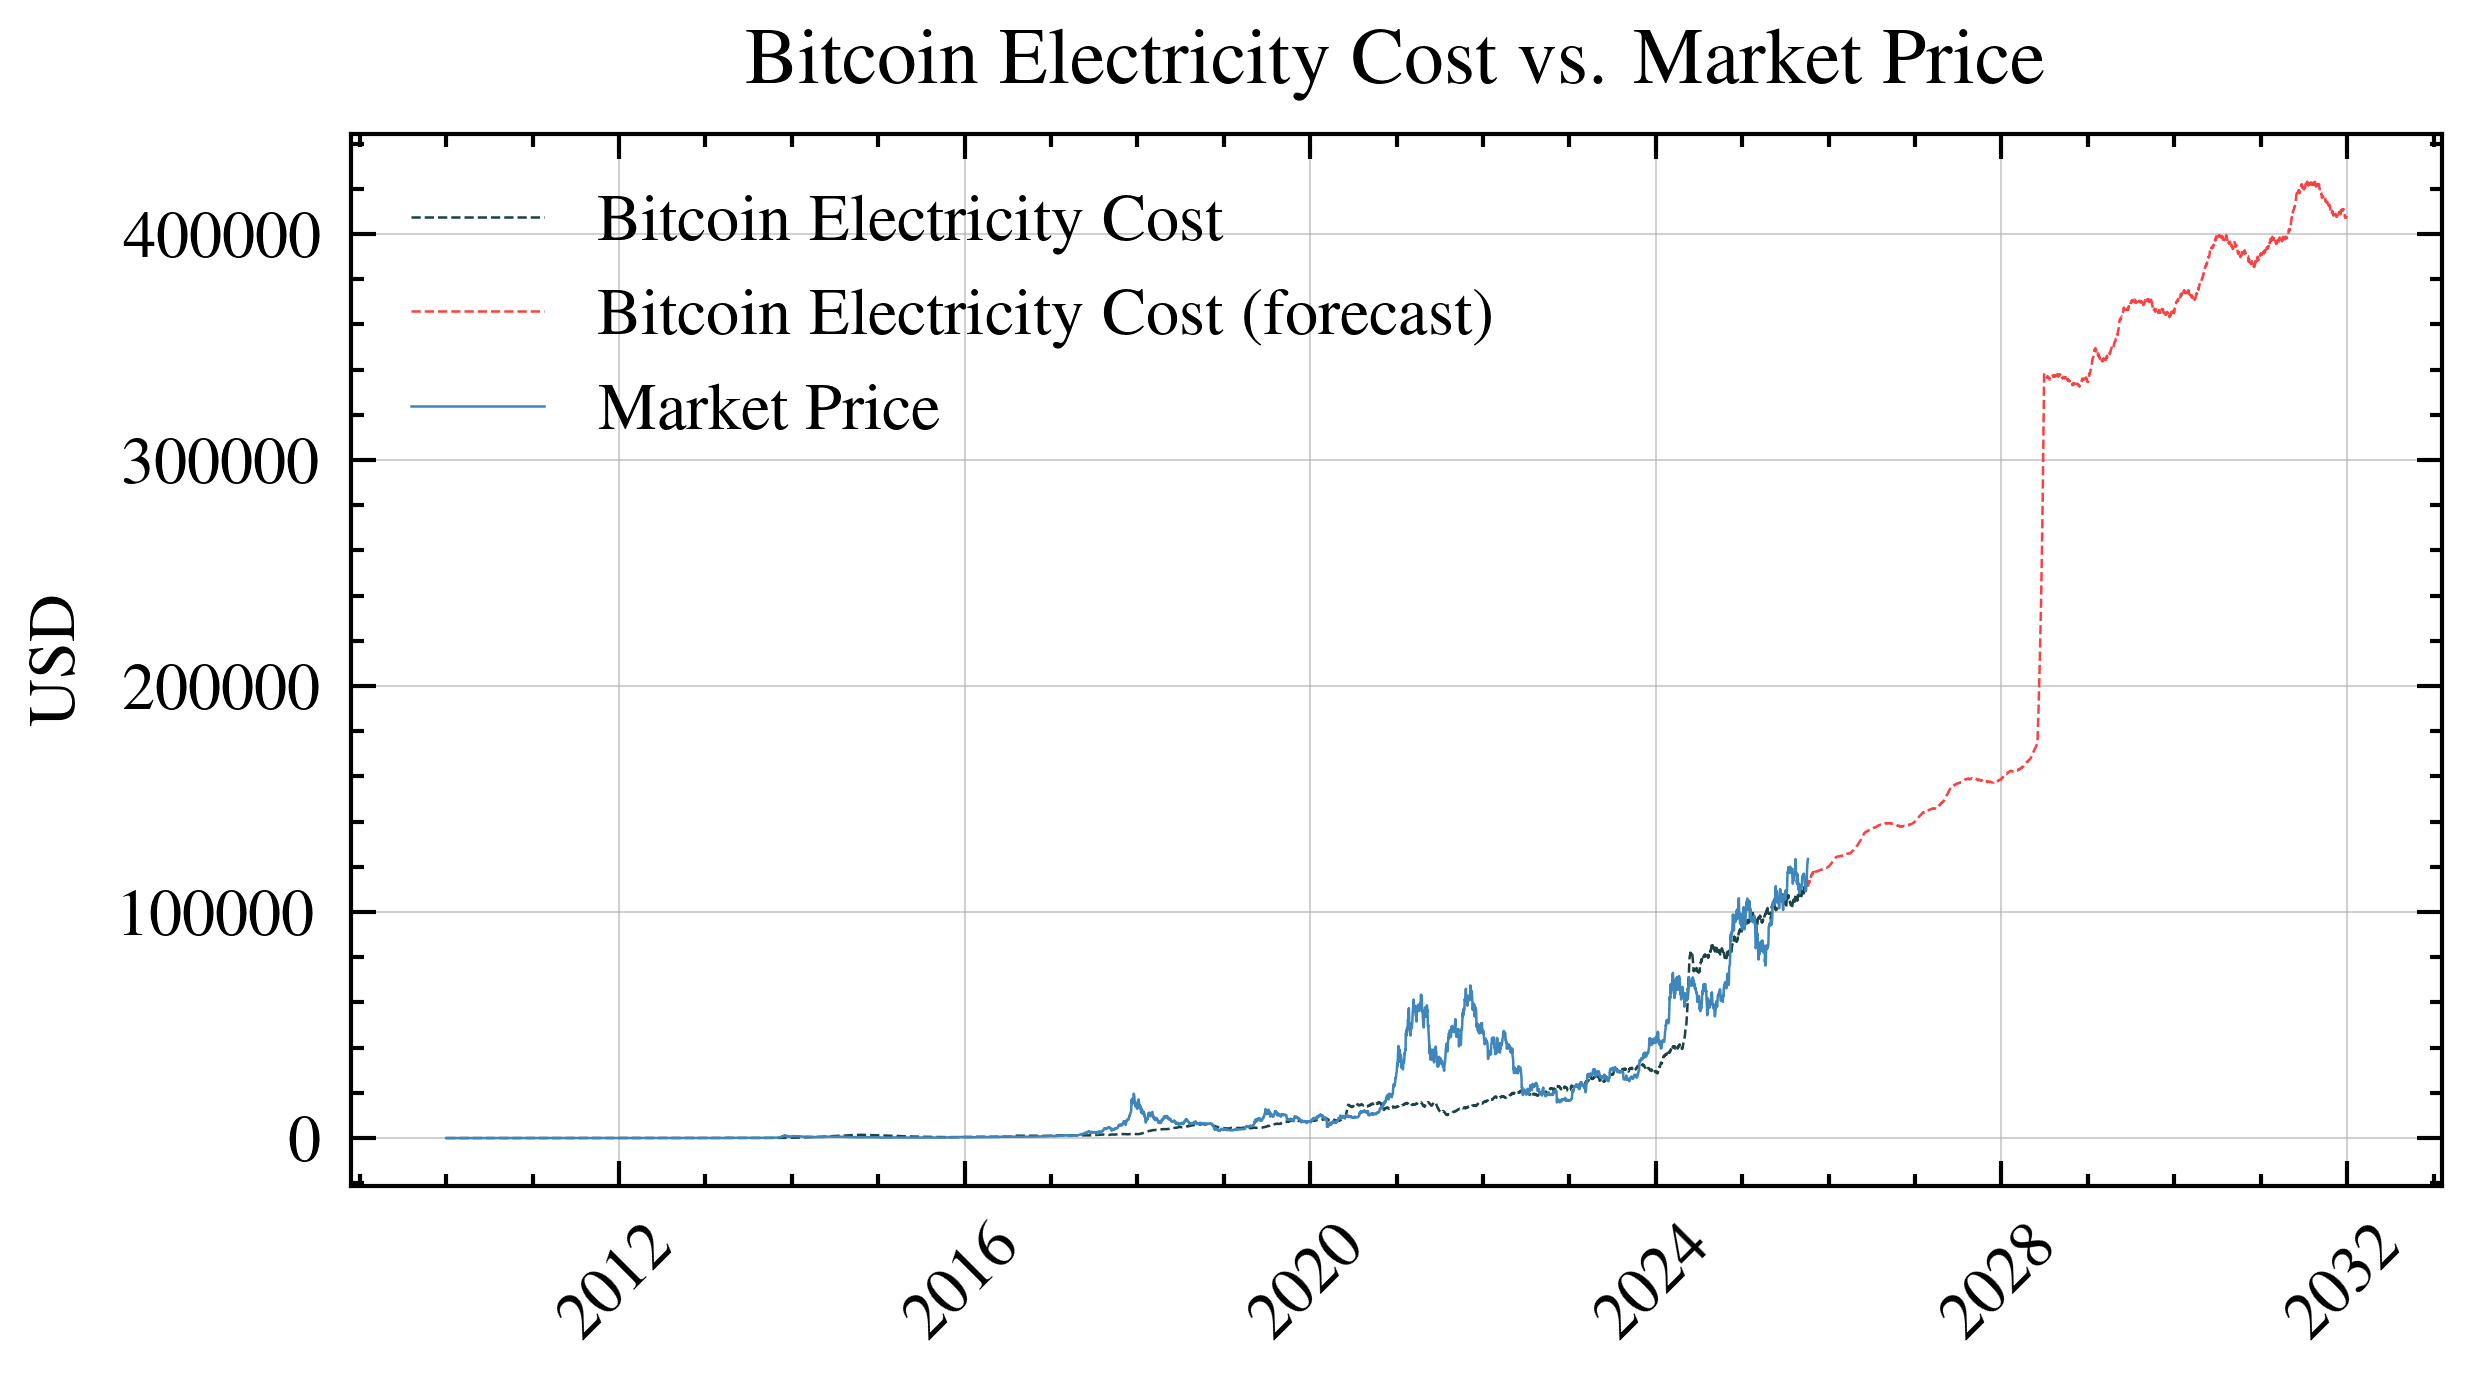 Bitcoin Electricity Cost vs. Market Price
Bitcoin Electricity Cost
Bitcoin Electricity Cost (forecast)
Market Price
USD
400000
300000
200000
100000
0
2012
2016
2020
2024
2028
2032